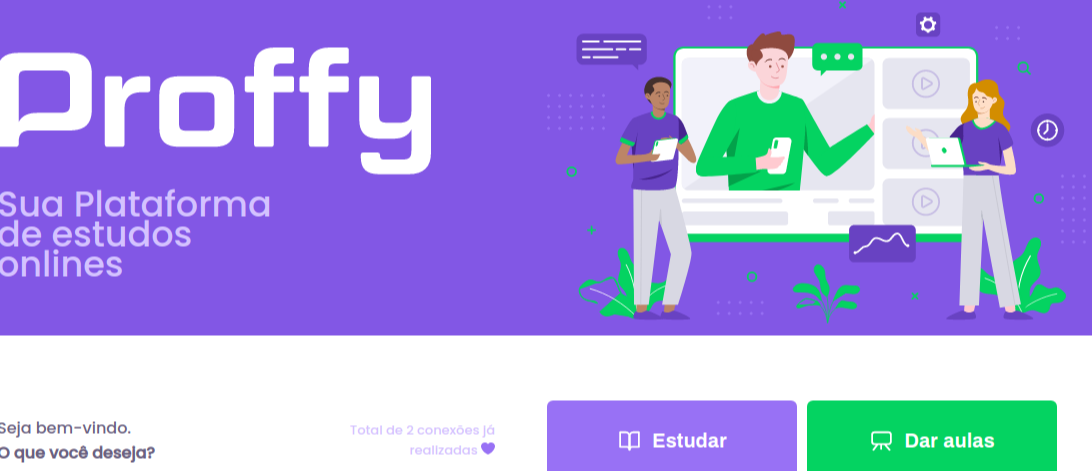 Proffy
Sua Plataforma
de estudos
onlines
Seja bem-vindo.
O que você deseja?
Total de 2 conexões já
realizadas
Estudar
Dar aulas